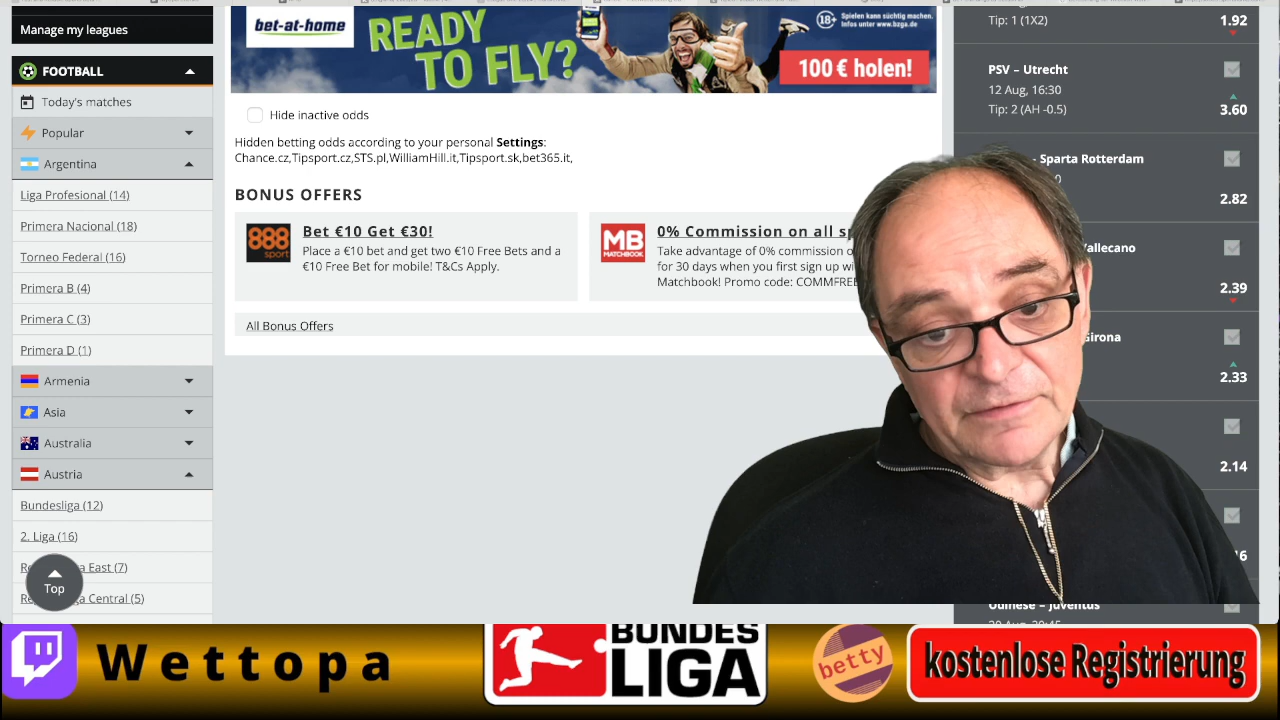 Manage my leagues
FOOTBALL
Today's matches
Popular
Argentina
Liga Profesional (14)
Primera Nacional (18)
Torneo Federal (16)
Primera B (4)
Primera C (3)
Primera D (1)
Armenia
Asia
Australia
Austria
Bundesliga (12)
2. Liga (16)
East (7)
Central (5)
Top
bet-at-home
READY
TO FLY?
18+
Spielen kann süchtig machen.
Infos unter www.bzga.de
100 € holen!
Hide inactive odds
Hidden betting odds according to your personal Settings:
Chance.cz,Tipsport.cz,STS.pl,WilliamHill.it,Tipsport.sk,bet365.it,
BONUS OFFERS
888
sport
Bet €10 Get €30!
Place a €10 bet and get two €10 Free Bets and a
€10 Free Bet for mobile! T&Cs Apply.
MB
MATCHBOOK
0% Commission on all
Take advantage of 0% commission
for 30 days when you first sign up
Matchbook! Promo code:
All Bonus Offers
Tip: 1 (1X2)
1.92
PSV – Utrecht
12 Aug, 16:30
Tip: 2 (AH -0.5)
3.60
- Sparta Rotterdam
2.82
Vallecano
2.39
Girona
2.33
2.14
Udinese – Juventus
20 Aug, 20:45
Wettopa
BUNDES
LIGA
betty
kostenlose Registrierung